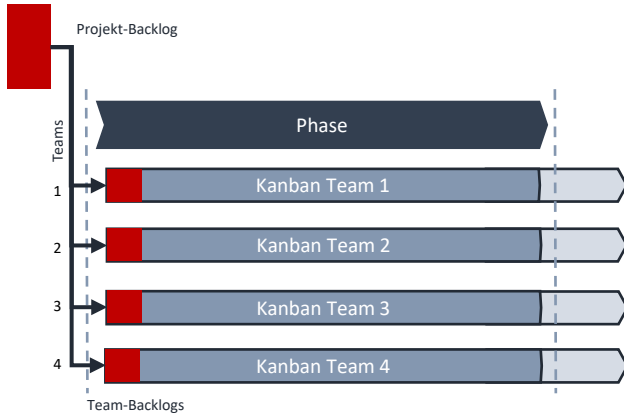 Projekt-Backlog
Phase
Teams
1
Kanban Team 1
2
Kanban Team 2
3
Kanban Team 3
4
Kanban Team 4
Team-Backlogs